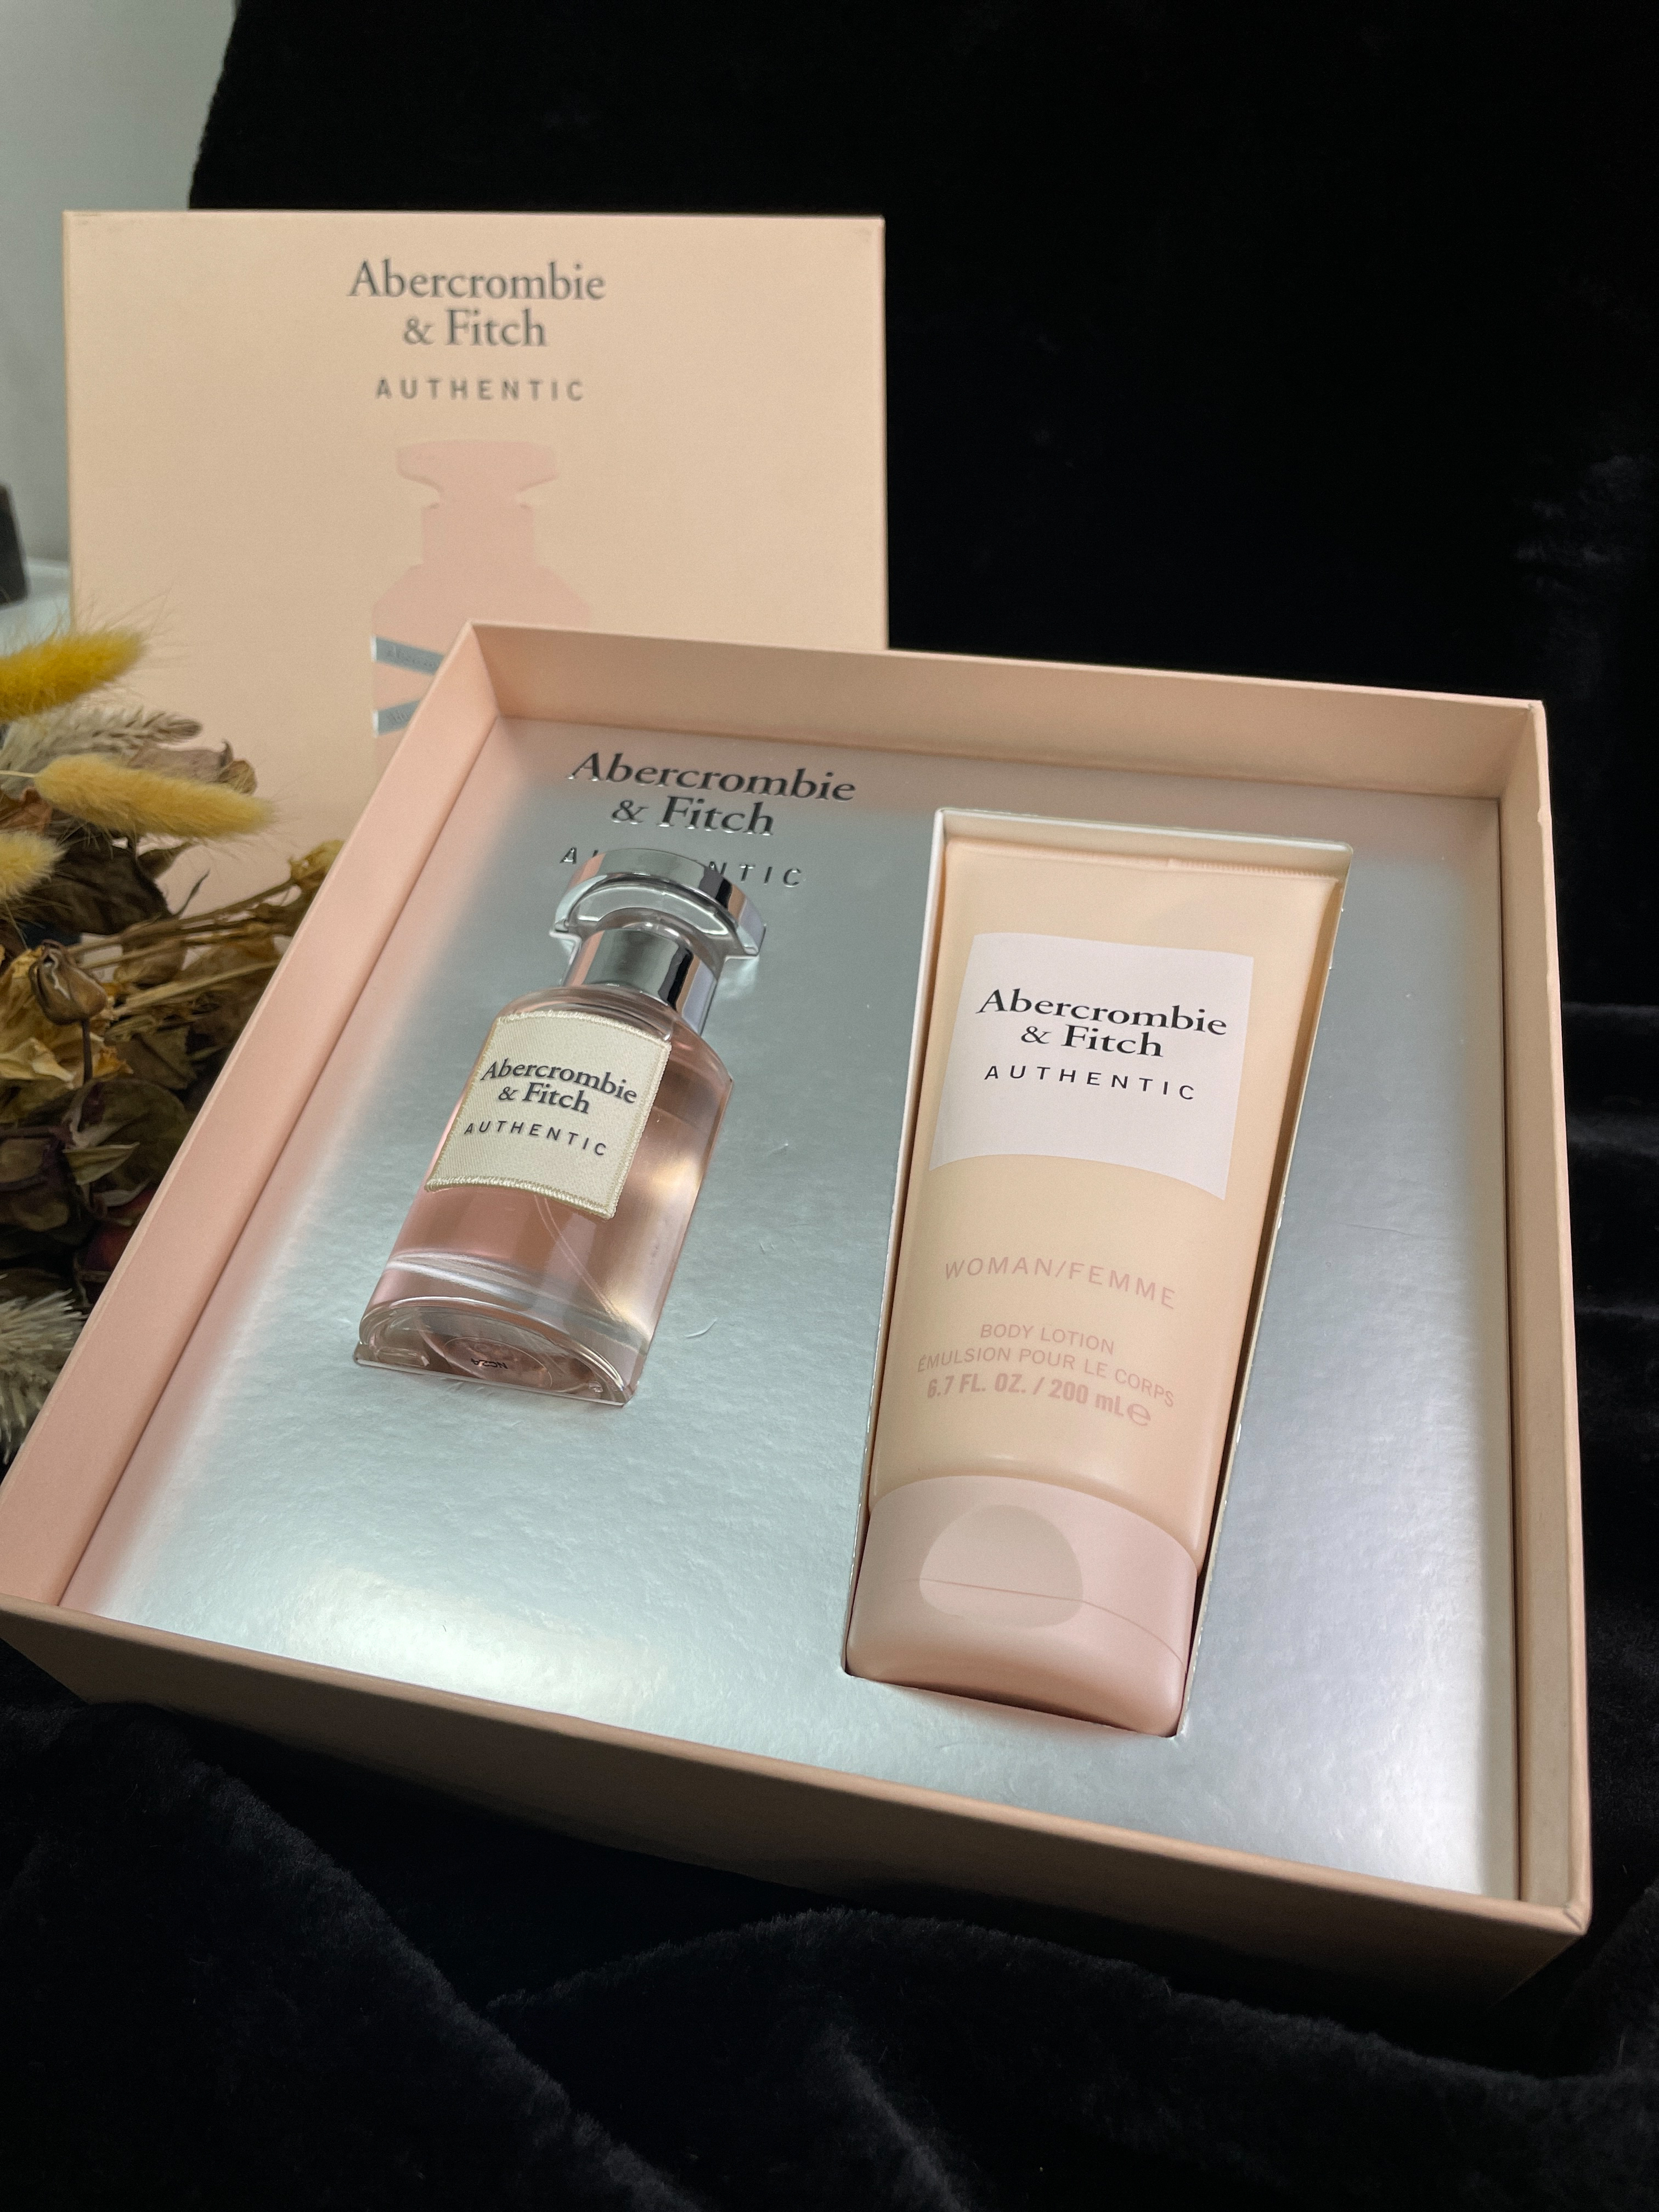 Abercrombie
& Fitch
AUTHENTIC
Abercrombie
& Fitch
Abercrombie
& Fitch
AUTHENTIC
Abercrombie
& Fitch
AUTHENTIC
WOMAN/FEMME
BODY LOTION
ÉMULSION POUR LE CORPS
6.7 FL. OZ. / 200 mL e